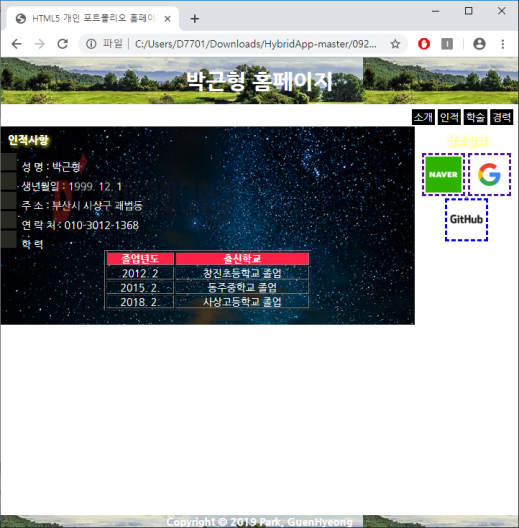 HTML5 개인 포트폴리오 홈페이
파일
C:/Users/D7701/Downloads/HybridApp-master/092...
박근형 홈페이지
소개 인적 학술 경력
인적사항
성 명 : 박근형
생년월일 : 1999. 12. 1
주 소 : 부산시 사상구 괘법동
연 락 처 : 010-3012-1368
학 력
졸업년도 출신학교
2012. 2 창진초등학교 졸업
2015. 2. 동주중학교 졸업
2018. 2. 사상고등학교 졸업
NAVER G
GitHub
Copyright © 2019 Park, GuenHyeong